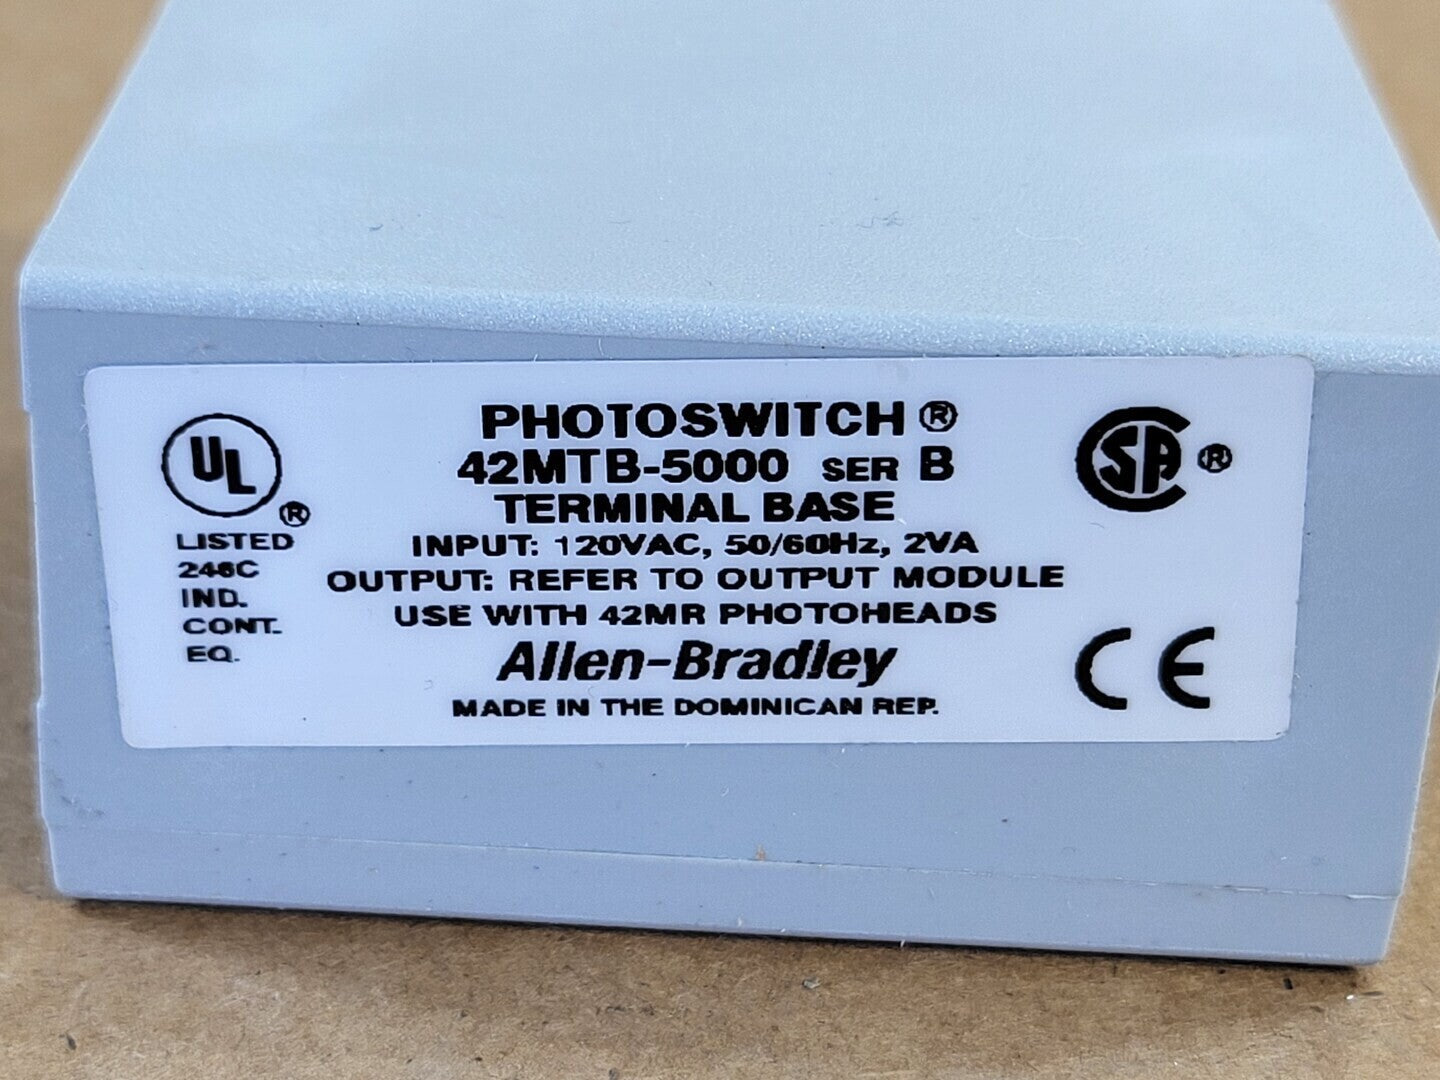 PHOTOSWITCH ®
42MTB-5000 SER B
TERMINAL BASE
INPUT: 120VAC, 50/60Hz, 2VA
OUTPUT: REFER TO OUTPUT MODULE
USE WITH 42MR PHOTOHEADS
Allen-Bradley
MADE IN THE DOMINICAN REP.
UL ®
LISTED
246C
IND.
CONT.
EQ.
CSA ®
CE